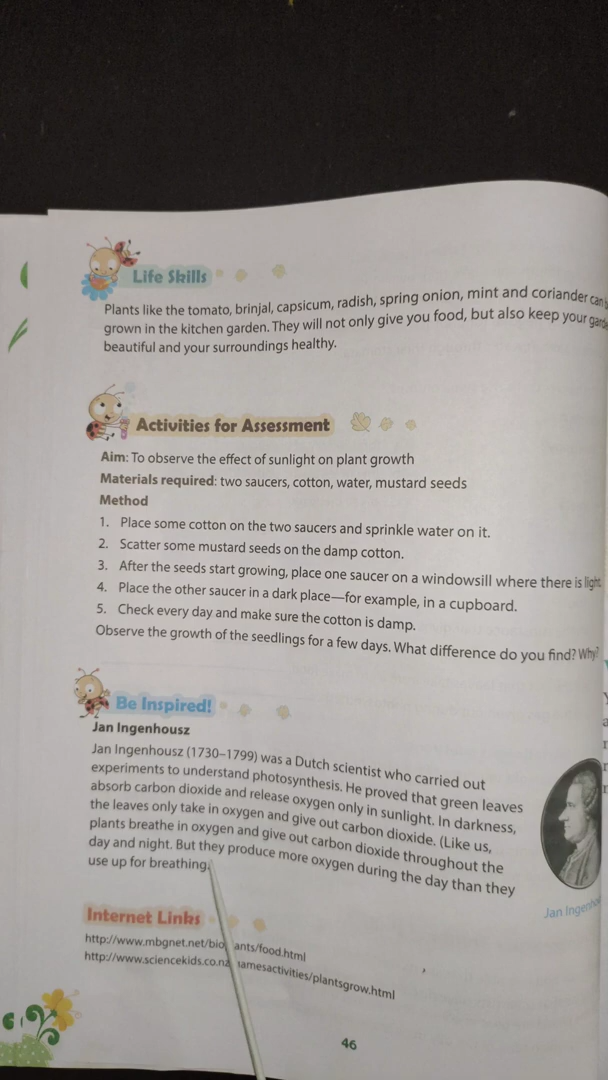 Life Skills
Plants like the tomato, brinjal, capsicum, radish, spring onion, mint and coriander can
grown in the kitchen garden. They will not only give you food, but also keep your
beautiful and your surroundings healthy.
Activities for Assessment
Aim: To observe the effect of sunlight on plant growth
Materials required: two saucers, cotton, water, mustard seeds
Method
1. Place some cotton on the two saucers and sprinkle water on it.
2. Scatter some mustard seeds on the damp cotton.
3. After the seeds start growing, place one saucer on a windowsill where there is light.
4. Place the other saucer in a dark place—for example, in a cupboard.
5. Check every day and make sure the cotton is damp.
Observe the growth of the seedlings for a few days. What difference do you find? Why?
Be Inspired!
Jan Ingenhousz
Jan Ingenhousz (1730–1799) was a Dutch scientist who carried out
experiments to understand photosynthesis. He proved that green leaves
absorb carbon dioxide and release oxygen only in sunlight. In darkness,
the leaves only take in oxygen and give out carbon dioxide. (Like us,
plants breathe in oxygen and give out carbon dioxide throughout the
day and night. But they produce more oxygen during the day than they
use up for breathing.
Jan
Internet Links
http://www.mbgnet.net/bio ants/food.html
http://www.sciencekids.co.nz amesactivities/plantsgrow.html
46